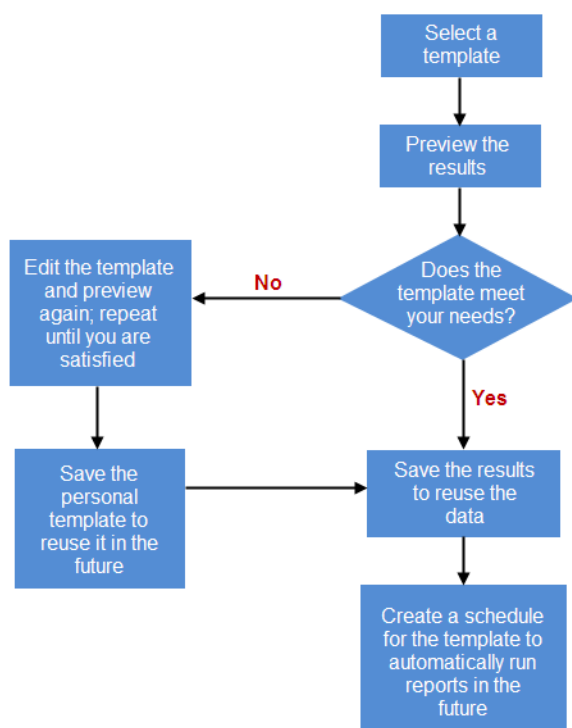 Select a
template
Preview the
results
Does the
template meet
your needs?
No
Edit the template
and preview
again; repeat
until you are
satisfied
Yes
Save the
personal
template to
reuse it in the
future
Save the results
to reuse the
data
Create a schedule
for the template to
automatically run
reports in the
future